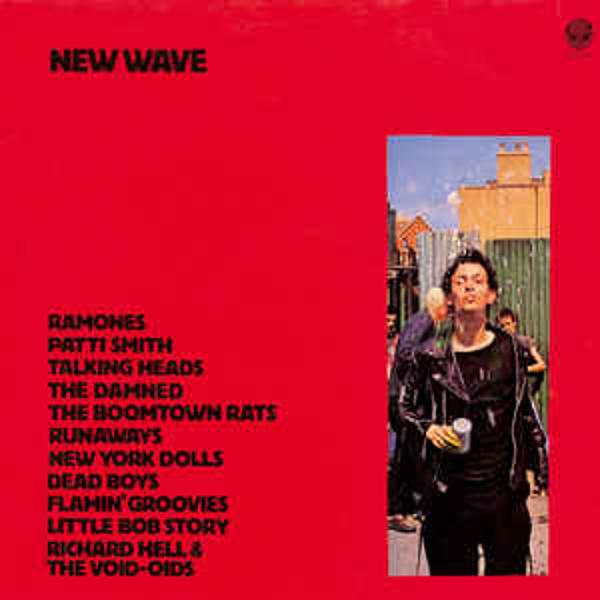 NEW WAVE
RAMONES
PATTI SMITH
TALKING HEADS
THE DAMNED
THE BOOMTOWN RATS
RUNAWAYS
NEW YORK DOLLS
DEAD BOYS
FLAMIN' GROOVIES
LITTLE BOB STORY
RICHARD HELL &
THE VOID-OIDS